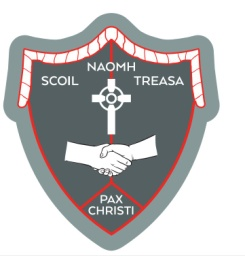 NAOMH
SCOIL TREASA
PAX
CHRISTI